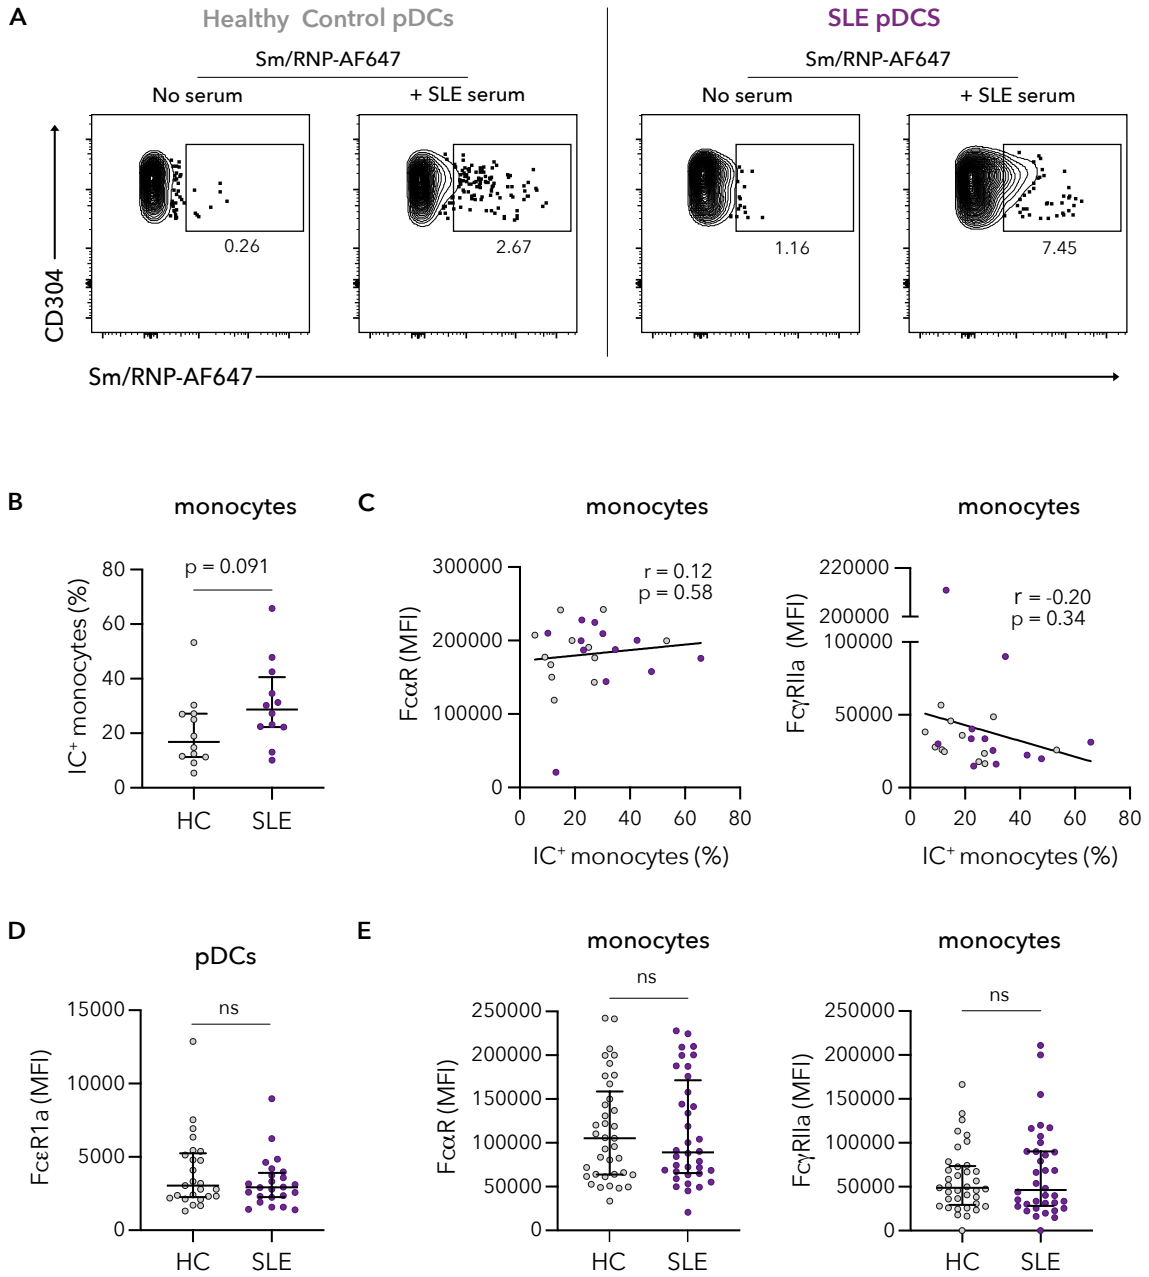 A
Healthy Control pDCs
SLE pDCS
Sm/RNP-AF647
Sm/RNP-AF647
No serum
+ SLE serum
No serum
+ SLE serum
0.26
2.67
1.16
7.45
CD304
Sm/RNP-AF647
B
monocytes
p = 0.091
IC+ monocytes (%)
80
60
40
20
0
HC
SLE
C
monocytes
r = 0.12
p = 0.58
FcαR (MFI)
300000
200000
100000
0
0
20
40
60
80
IC+ monocytes (%)
monocytes
r = -0.20
p = 0.34
FcγRIIa (MFI)
220000
200000
100000
50000
0
0
20
40
60
80
IC+ monocytes (%)
D
pDCs
ns
FcεR1a (MFI)
15000
10000
5000
0
HC
SLE
E
monocytes
ns
FcαR (MFI)
250000
200000
150000
100000
50000
0
HC
SLE
monocytes
ns
FcγRIIa (MFI)
250000
200000
150000
100000
50000
0
HC
SLE